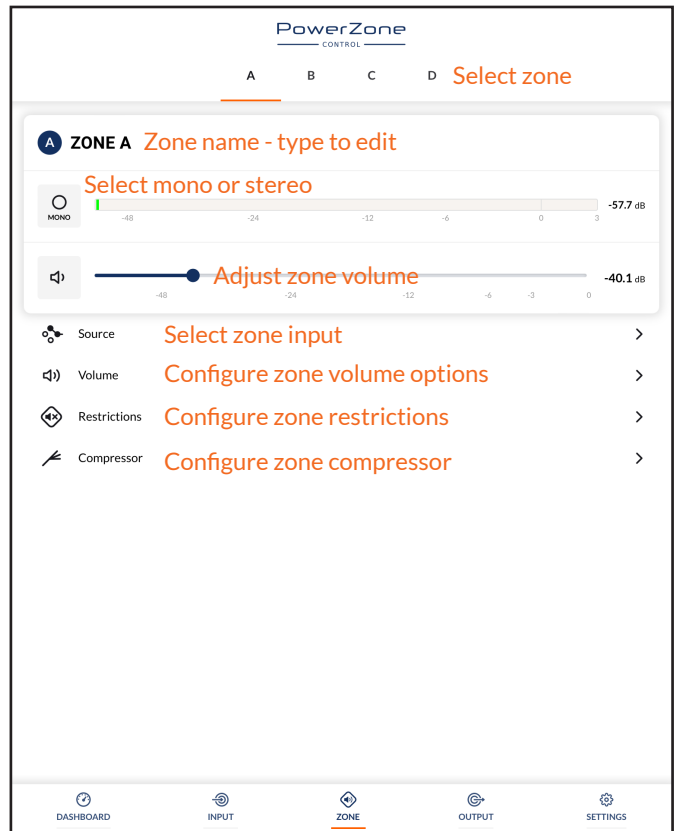 PowerZone
CONTROL
A B C D Select zone
A ZONE A Zone name - type to edit
Select mono or stereo
MONO
-57.7 dB
-48 -24 -12 -6 0 3
Adjust zone volume
-40.1 dB
-48 -24 -12 -6 -3 0
Source Select zone input
Volume Configure zone volume options
Restrictions Configure zone restrictions
Compressor Configure zone compressor
DASHBOARD INPUT ZONE OUTPUT SETTINGS